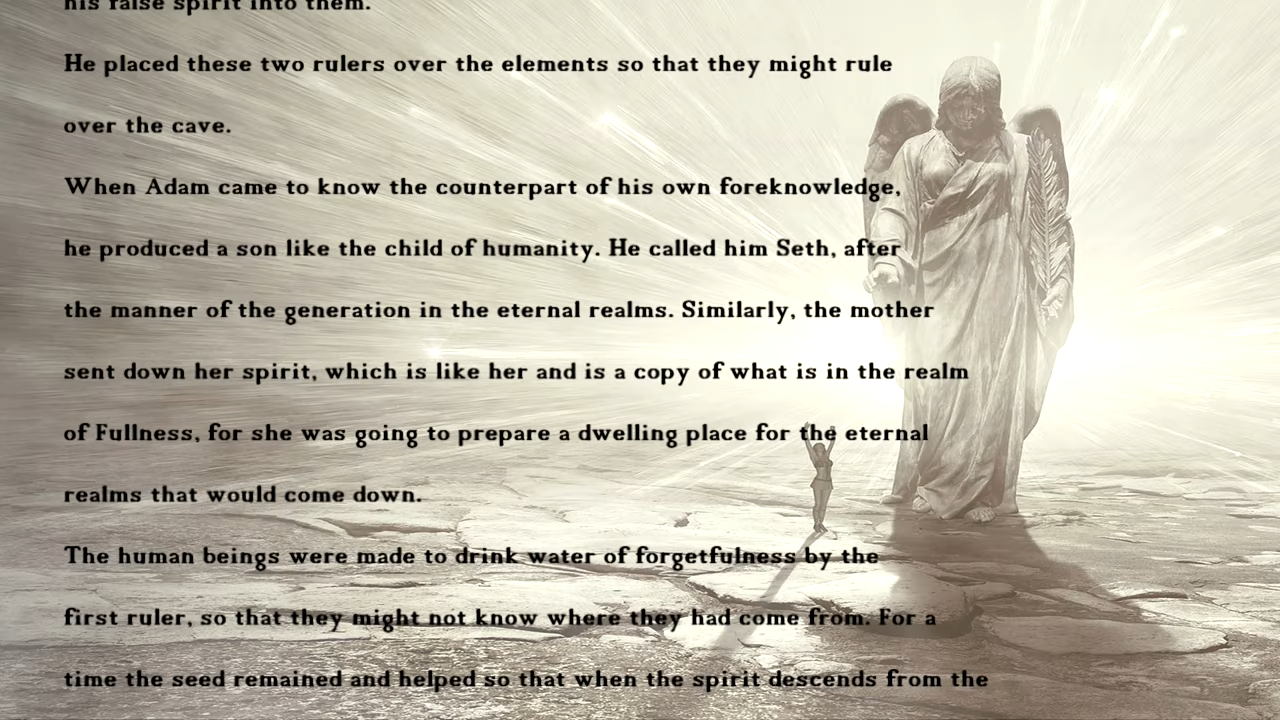 his false spirit into them.
He placed these two rulers over the elements so that they might rule
over the cave.
When Adam came to know the counterpart of his own foreknowledge,
he produced a son like the child of humanity. He called him Seth, after
the manner of the generation in the eternal realms. Similarly, the mother
sent down her spirit, which is like her and is a copy of what is in the realm
of Fullness, for she was going to prepare a dwelling place for the eternal
realms that would come down.
The human beings were made to drink water of forgetfulness by the
first ruler, so that they might not know where they had come from. For a
time the seed remained and helped so that when the spirit descends from the